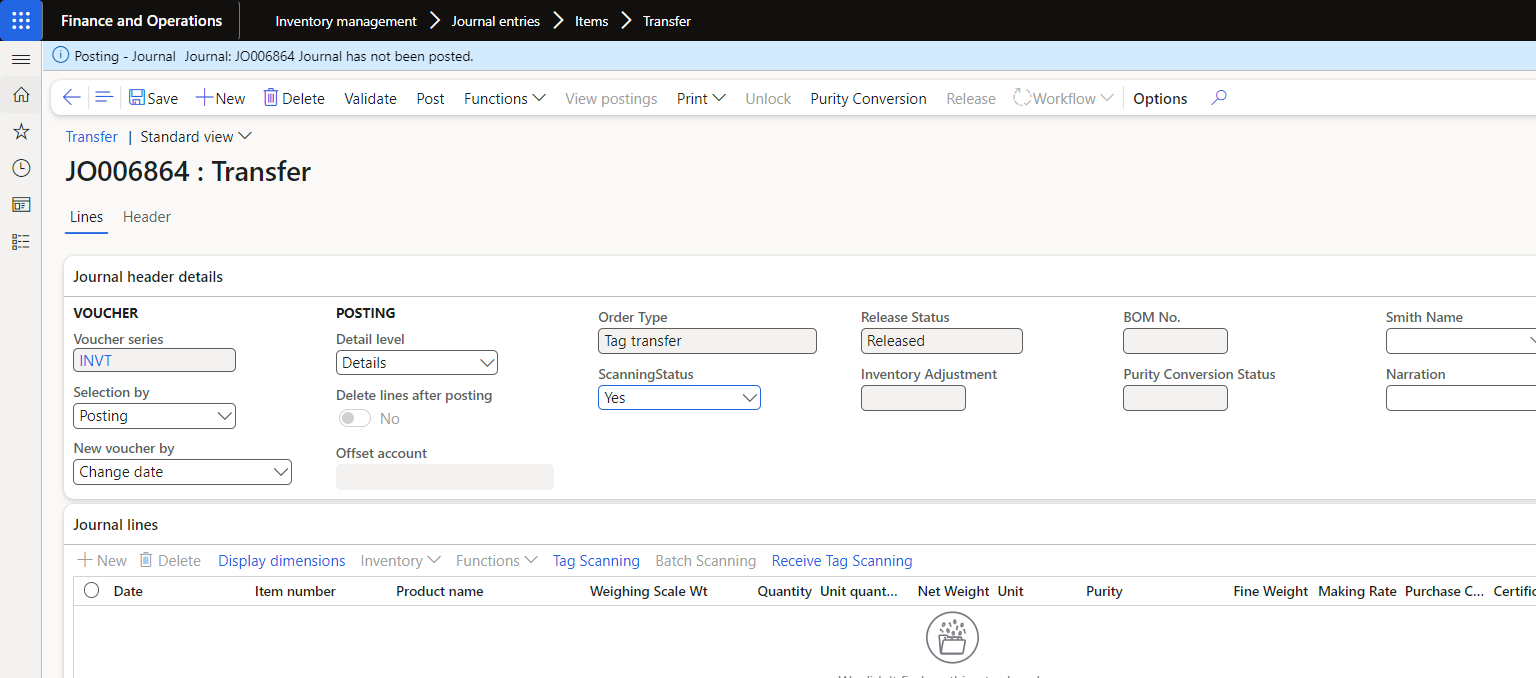 Finance and Operations Inventory management Journal entries Items Transfer
Posting - Journal Journal: JO006864 Journal has not been posted.
Save New Delete Validate Post Functions View postings Print Unlock Purity Conversion Release Workflow Options
Transfer | Standard view
JO006864 : Transfer
Lines Header
Journal header details
VOUCHER
Voucher series
INVT
Selection by
Posting
New voucher by
Change date
POSTING
Detail level
Details
Delete lines after posting
No
Offset account
Order Type
Tag transfer
ScanningStatus
Yes
Release Status
Released
Inventory Adjustment
BOM No.
Purity Conversion Status
Smith Name
Narration
Journal lines
New Delete Display dimensions Inventory Functions Tag Scanning Batch Scanning Receive Tag Scanning
Date Item number Product name Weighing Scale Wt Quantity Unit quant... Net Weight Unit Purity Fine Weight Making Rate Purchase C... Certific